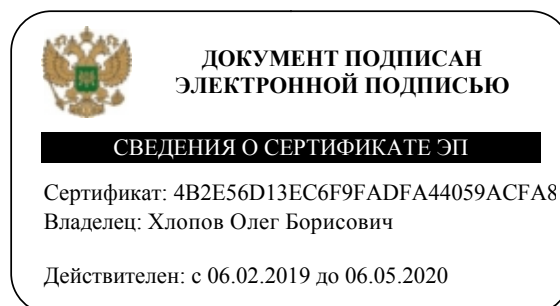 ДОКУМЕНТ ПОДПИСАН
ЭЛЕКТРОННОЙ ПОДПИСЬЮ
СВЕДЕНИЯ О СЕРТИФИКАТЕ ЭП
Сертификат: 4B2E56D13EC6F9FADFA44059ACFA8
Владелец: Хлопов Олег Борисович
Действителен: с 06.02.2019 до 06.05.2020